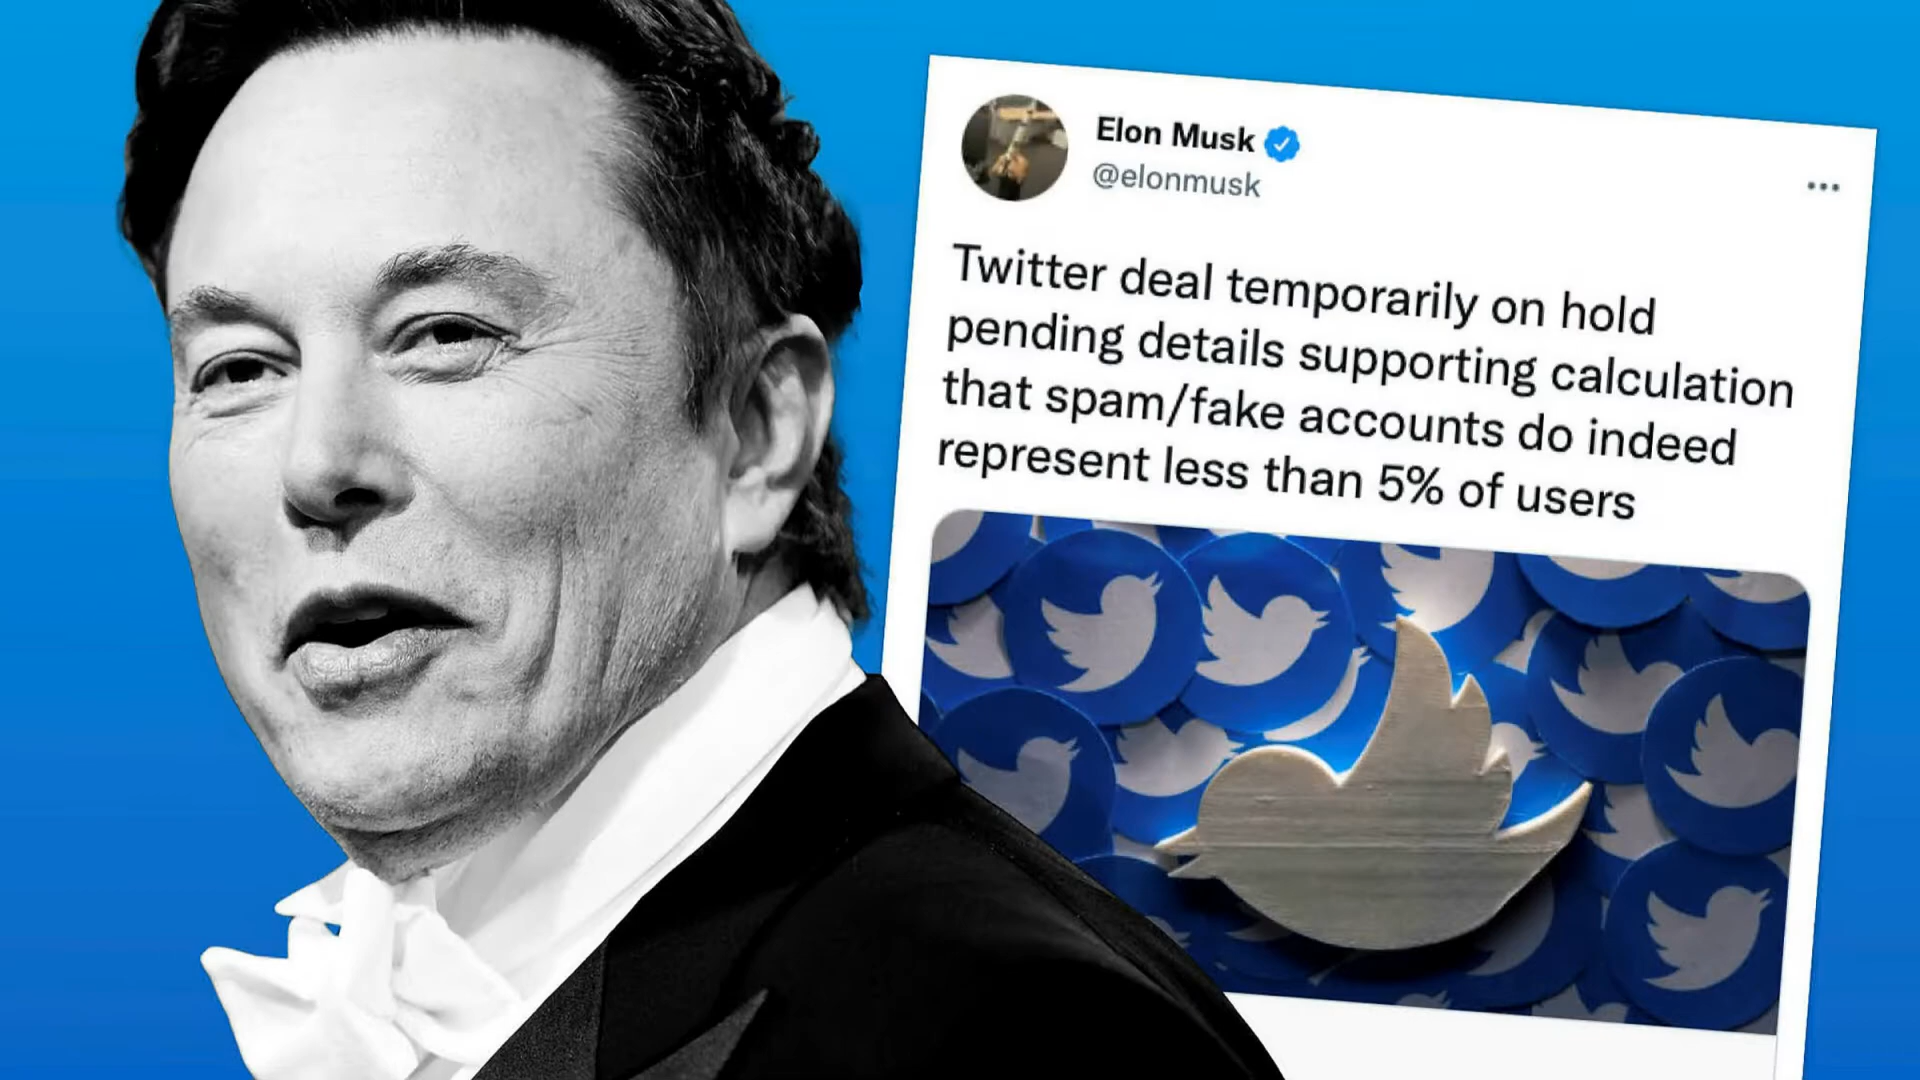 Elon Musk
@elonmusk
Twitter deal temporarily on hold
pending details supporting calculation
that spam/fake accounts do indeed
represent less than 5% of users